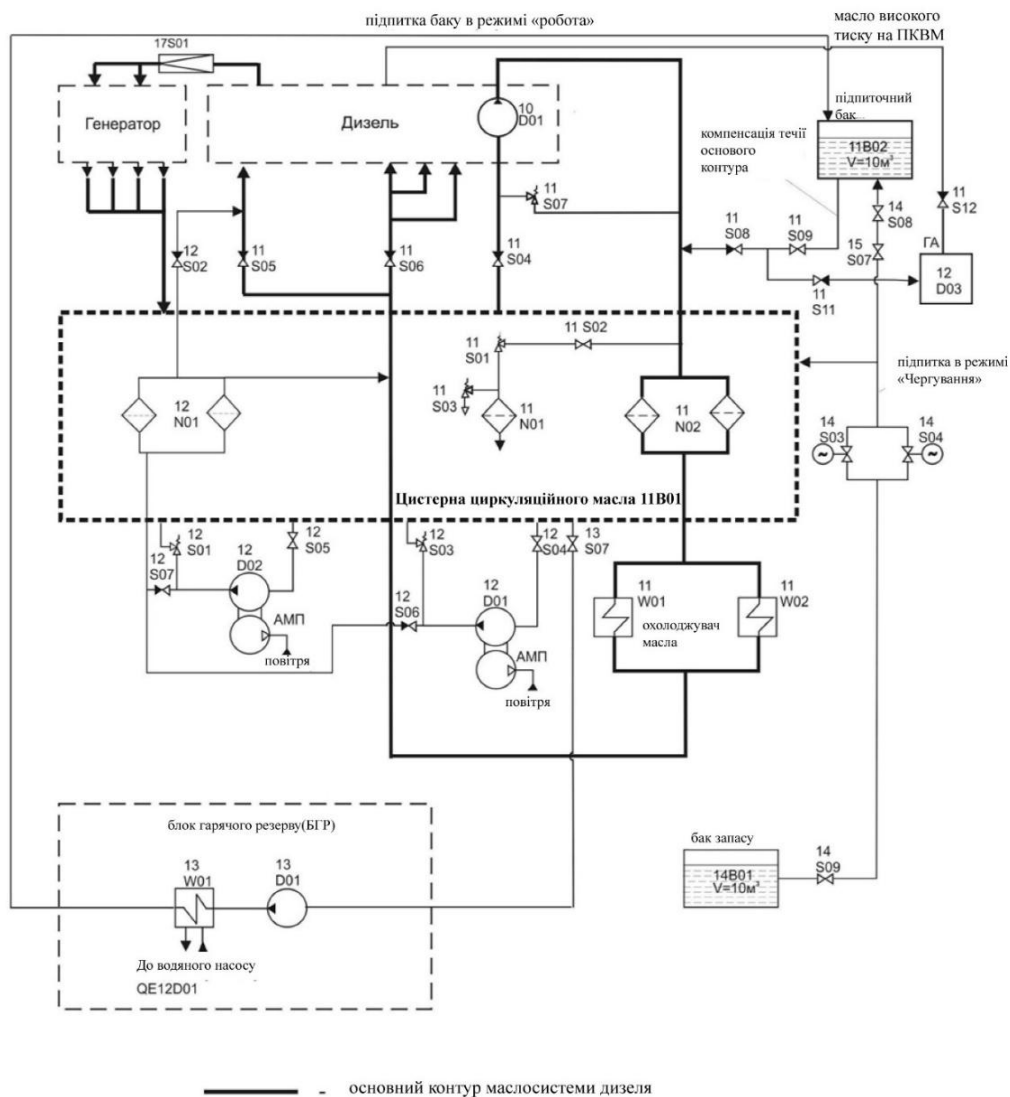 підпитка баку в режимі «робота»
масло високого
тиску на ПКВМ
17S01
Генератор
Дизель
10
D01
підпиточний
бак
11B02
V=10м³
компенсація течії
основого
контура
11
S07
11
S08
11
S09
14
S08
11
S12
15
S07
ГА
12
D03
11
S11
12
S02
11
S05
11
S06
11
S04
11 S02
11
S01
11
S03
11
N01
12
N01
11
N02
підпитка в режимі
«Чергування»
14
S03
14
S04
Цистерна циркуляційного масла 11В01
12
S01
12
S05
12
S07
12
D02
АМП
повітря
12
S03
12
S04
13
S07
12
S06
12
D01
АМП
повітря
11
W01
11
W02
охолоджувач
масла
блок гарячого резерву(БГР)
13
W01
13
D01
До водяного насосу
QE12D01
бак запасу
14B01
V=10м³
14
S09
- основний контур маслосистеми дизеля